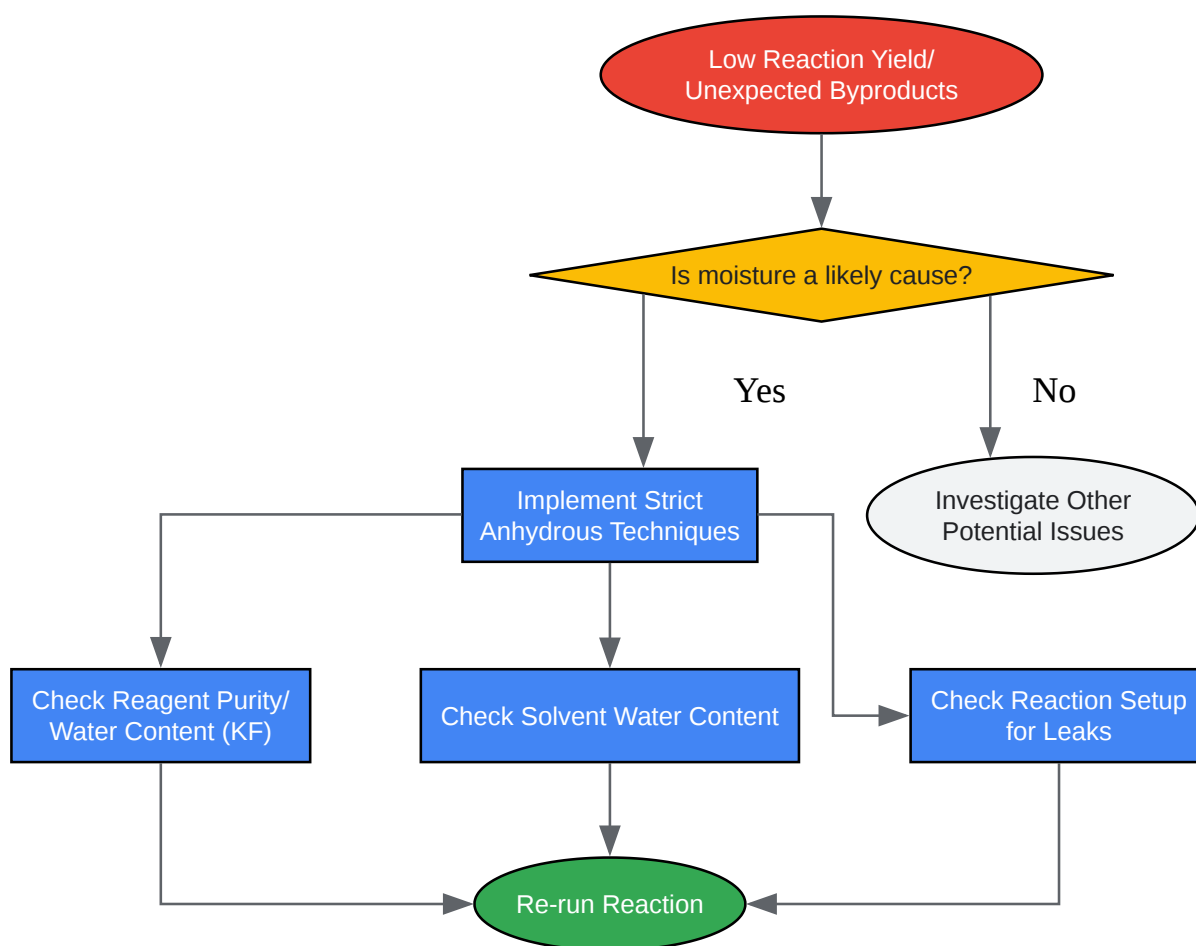 Low Reaction Yield/
Unexpected Byproducts
Is moisture a likely cause?
Yes
No
Implement Strict
Anhydrous Techniques
Investigate Other
Potential Issues
Check Reagent Purity/
Water Content (KF)
Check Solvent Water Content
Check Reaction Setup
for Leaks
Re-run Reaction